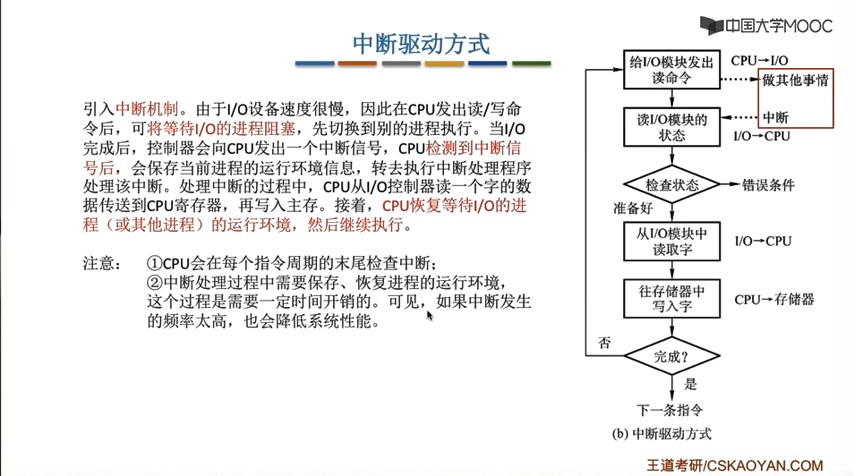 中国大学MOOC
中断驱动方式
引入中断机制。由于I/O设备速度很慢，因此在CPU发出读/写命
令后，可将等待I/O的进程阻塞，先切换到别的进程执行。当I/O
完成后，控制器会向CPU发出一个中断信号，CPU检测到中断信
号后，会保存当前进程的运行环境信息，转去执行中断处理程序
处理该中断。处理中断的过程中，CPU从I/O控制器读一个字的数
据传送到CPU寄存器，再写入主存。接着，CPU恢复等待I/O的进
程（或其他进程）的运行环境，然后继续执行。
注意： ①CPU会在每个指令周期的末尾检查中断；
②中断处理过程中需要保存、恢复进程的运行环境，
这个过程是需要一定时间开销的。可见，如果中断发生
的频率太高，也会降低系统性能。
给I/O模块发出
读命令
CPU→I/O
做其他事情
读I/O模块的
状态
中断
I/O→CPU
检查状态
错误条件
准备好
从I/O模块中
读取字
I/O→CPU
往存储器中
写入字
CPU→存储器
否
完成？
是
下一条指令
(b) 中断驱动方式
王道考研/CSKAOYAN.COM